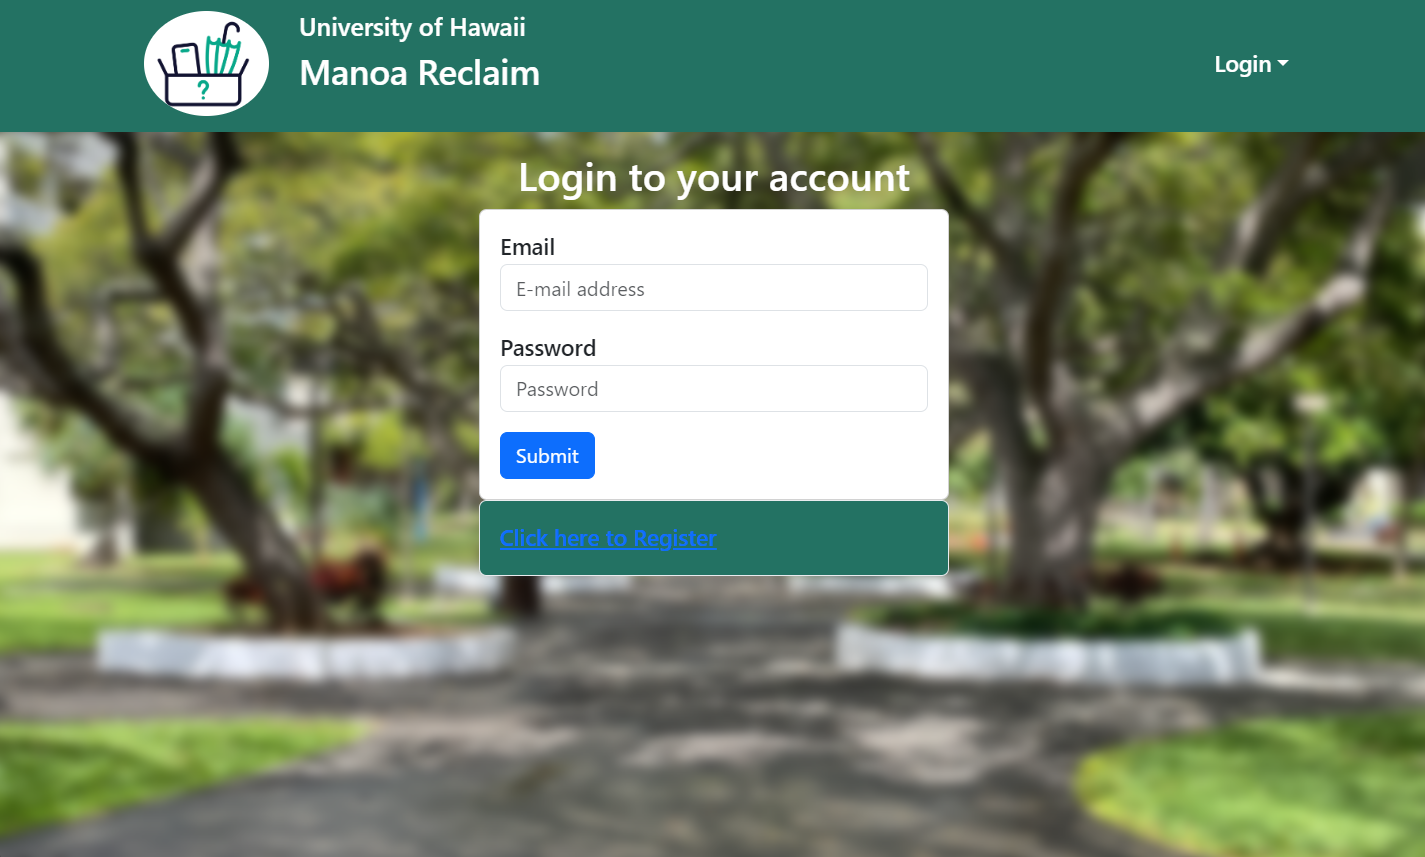 University of Hawaii
Manoa Reclaim
Login
?
Login to your account
Email
E-mail address
Password
Password
Submit
Click here to Register